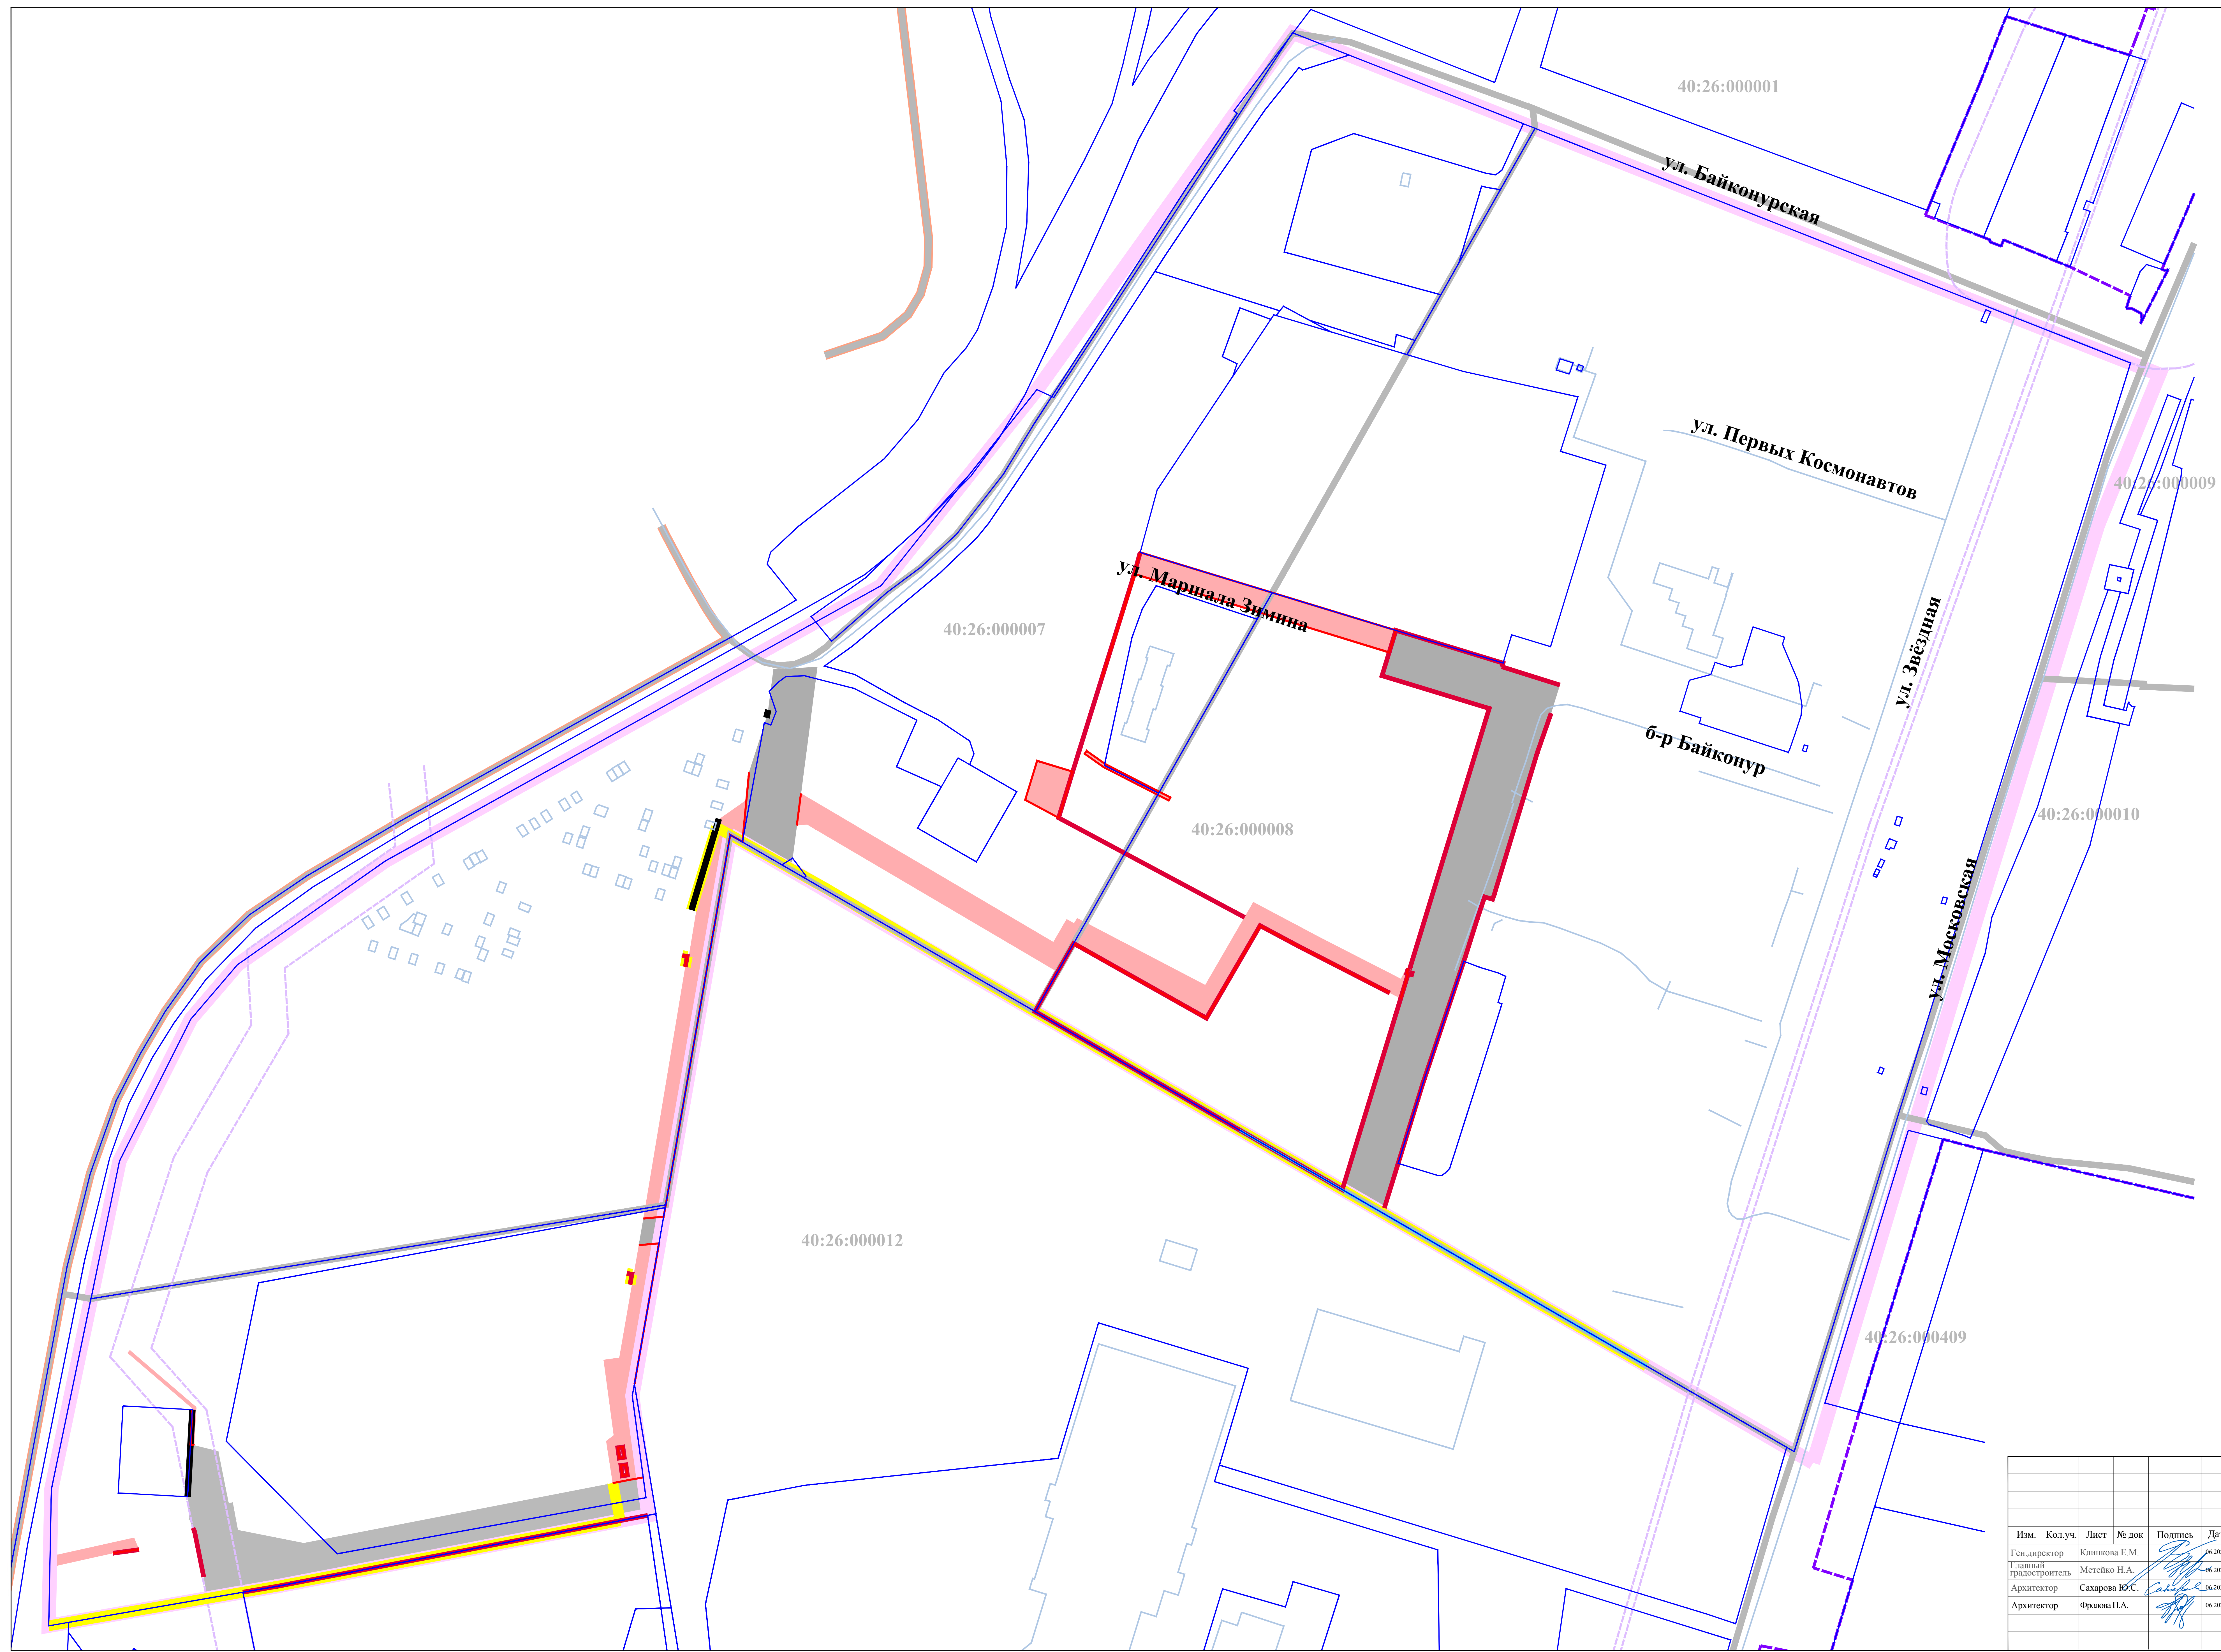 40:26:000001
ул. Байконурская
ул. Первых Космонавтов
40:26:000009
ул. Маршала Зимина
40:26:000007
ул. Звёздная
б-р Байконур
40:26:000008
40:26:000010
ул. Московская
40:26:000012
40:26:000409
Изм. Кол.уч. Лист № док Подпись
Ген.директор Клинкова Е.М.
Главный
градостроитель Метейко Н.А.
Архитектор Сахарова Ю.С.
Архитектор Фролова П.А.